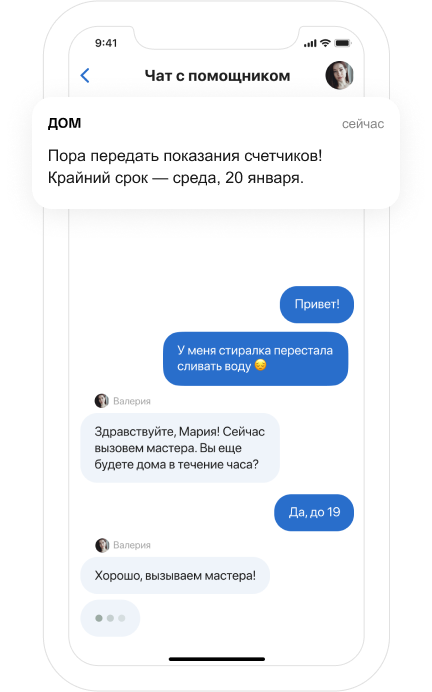 9:41
Чат с помощником
ДОМ
сейчас
Пора передать показания счетчиков!
Крайний срок — среда, 20 января.
Привет!
У меня стиралка перестала
сливать воду 😔
Валерия
Здравствуйте, Мария! Сейчас
вызовем мастера. Вы еще
будете дома в течение часа?
Да, до 19
Валерия
Хорошо, вызываем мастера!